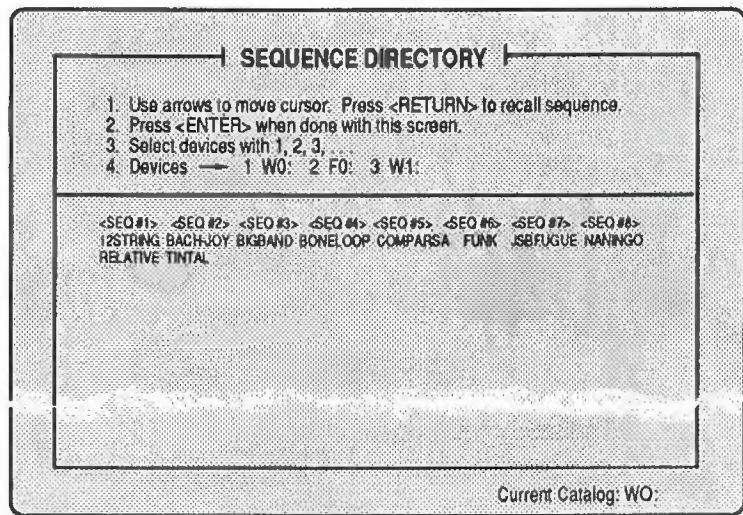 SEQUENCE DIRECTORY
1. Use arrows to move cursor. Press <RETURN> to recall sequence.
2. Press <ENTER> when done with this screen.
3. Select devices with 1, 2, 3, . . .
4. Devices → 1 W0: 2 F0: 3 W1:
<SEQ #1> <SEQ #2> <SEQ #3> <SEQ #4> <SEQ #5> <SEQ #6> <SEQ #7> <SEQ #8>
12STRING BACH-JOY BIGBAND BONELOOP COMPARSA FUNK JSBFUGUE NANINGO
RELATIVE TINTAL
Current Catalog: WO: